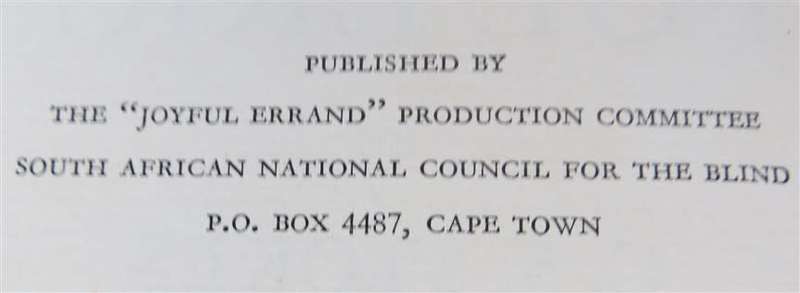 PUBLISHED BY
THE “JOYFUL ERRAND” PRODUCTION COMMITTEE
SOUTH AFRICAN NATIONAL COUNCIL FOR THE BLIND
P.O. BOX 4487, CAPE TOWN